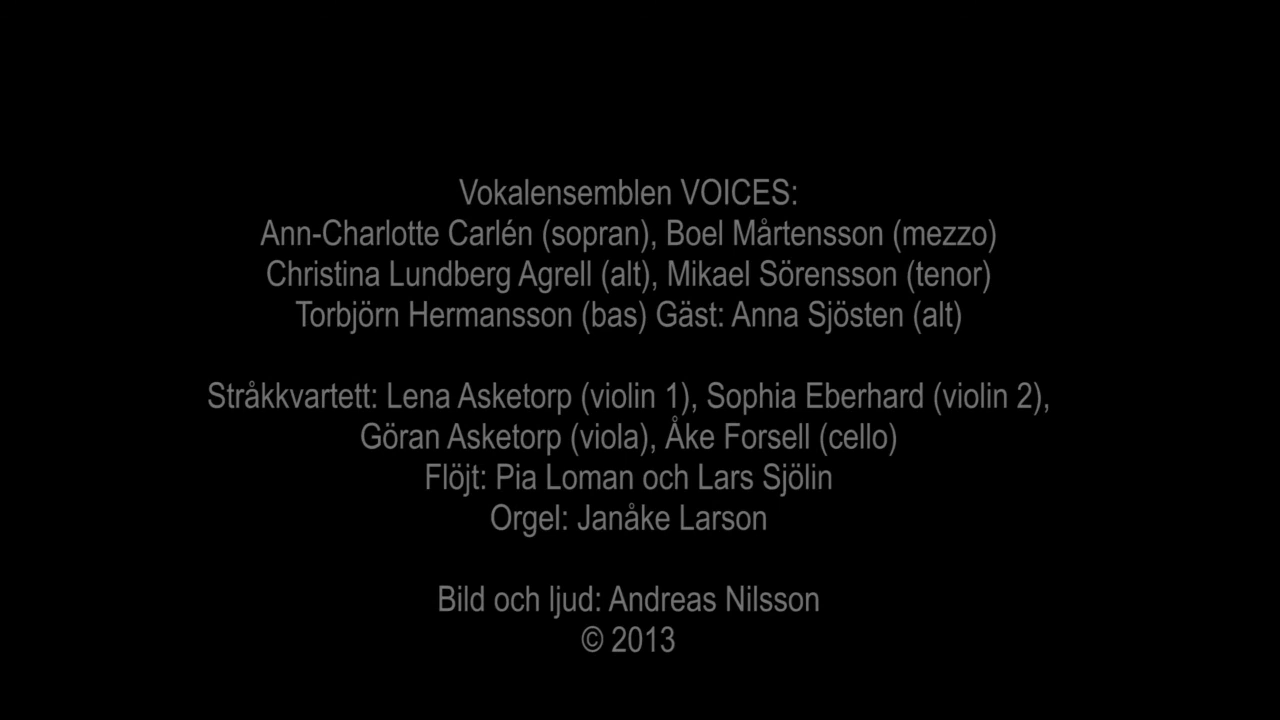 Vokalensemblen VOICES:
Ann-Charlotte Carlén (sopran), Boel Mårtensson (mezzo)
Christina Lundberg Agrell (alt), Mikael Sörensson (tenor)
Torbjörn Hermansson (bas) Gäst: Anna Sjösten (alt)
Stråkkvartett: Lena Asketorp (violin 1), Sophia Eberhard (violin 2),
Göran Asketorp (viola), Åke Forsell (cello)
Flöjt: Pia Loman och Lars Sjölin
Orgel: Janåke Larson
Bild och ljud: Andreas Nilsson
© 2013